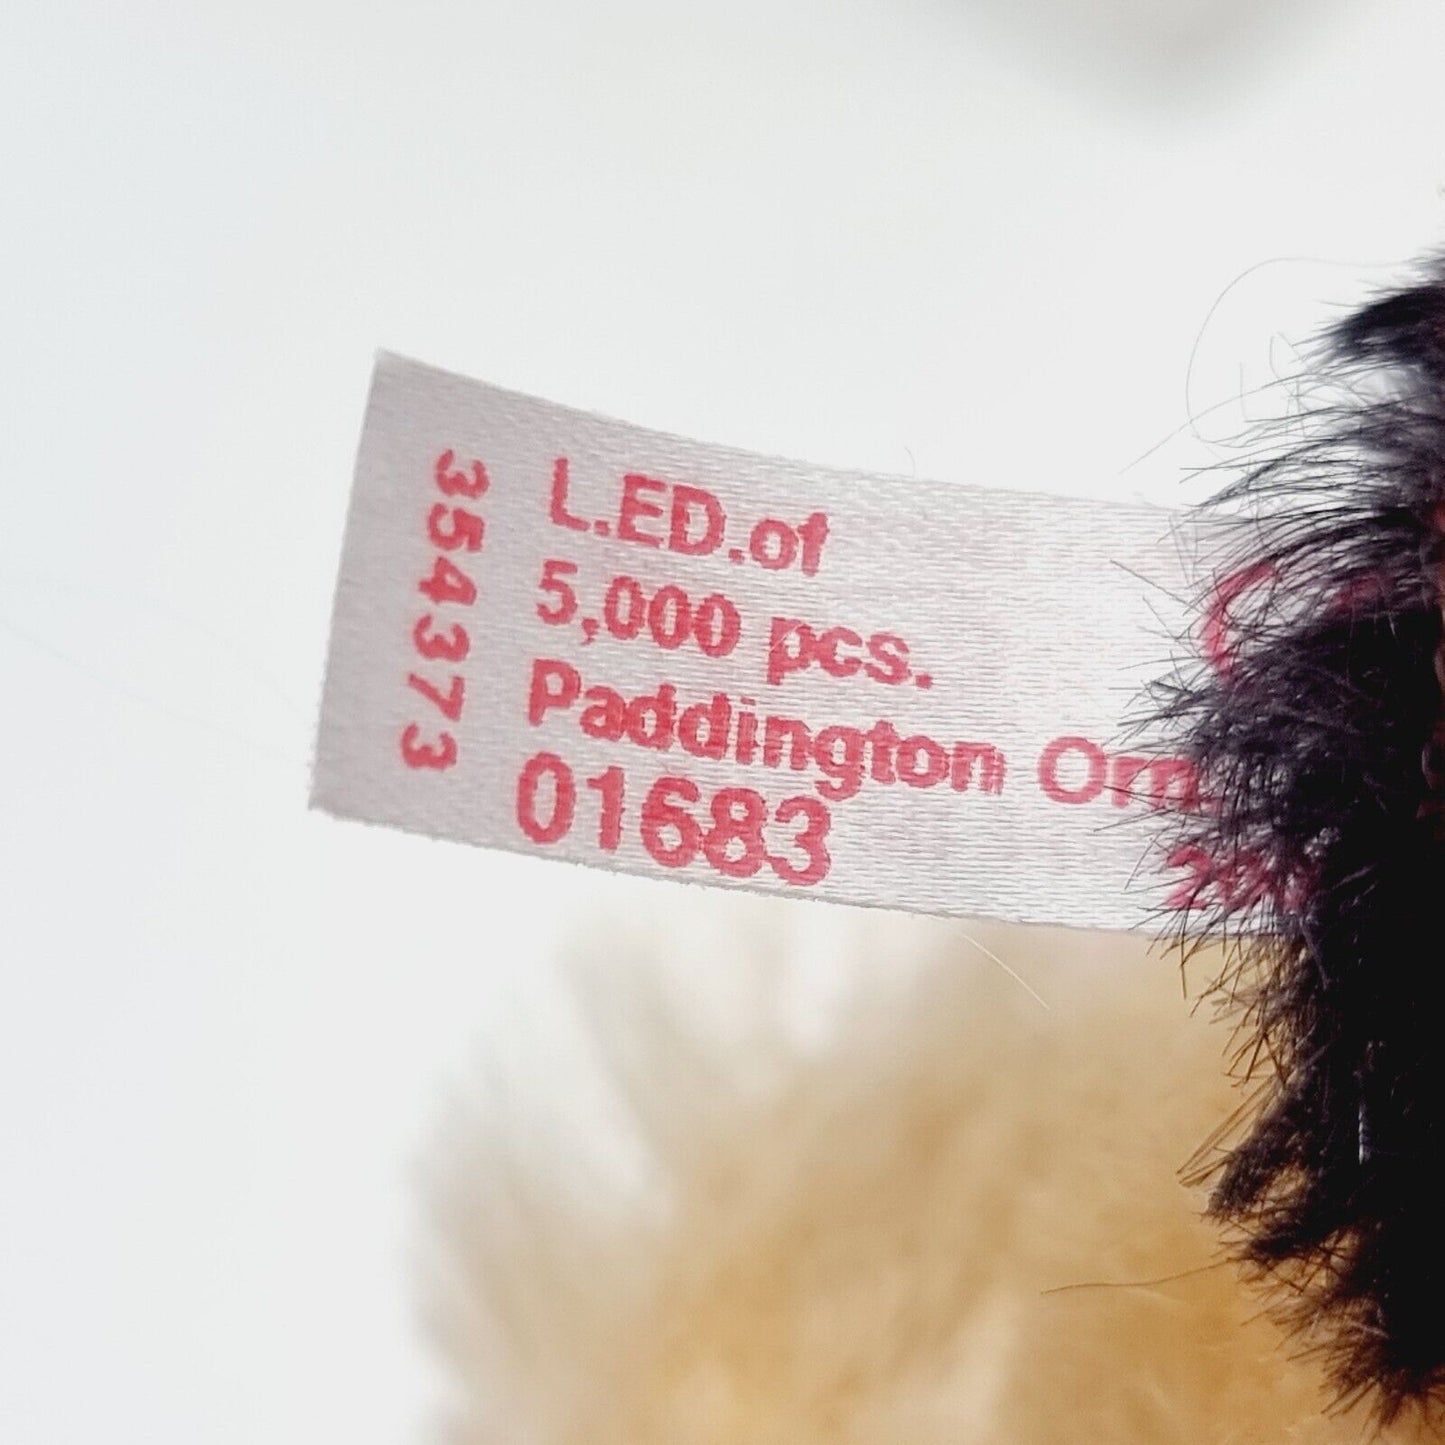 354373
L.ED.of
5,000 pcs.
Paddington Orn
01683